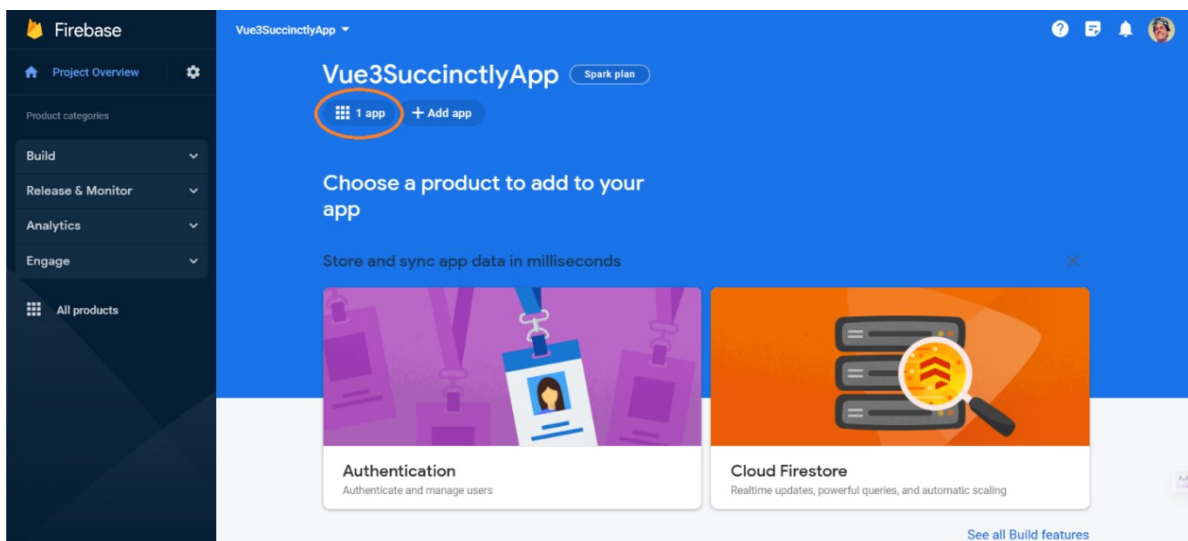 Firebase
Vue3SuccinctlyApp
Project Overview
Vue3SuccinctlyApp
Spark plan
1 app
+ Add app
Product categories
Build
Release & Monitor
Analytics
Engage
All products
Choose a product to add to your
app
Store and sync app data in milliseconds
Authentication
Authenticate and manage users
Cloud Firestore
Realtime updates, powerful queries, and automatic scaling
See all Build features